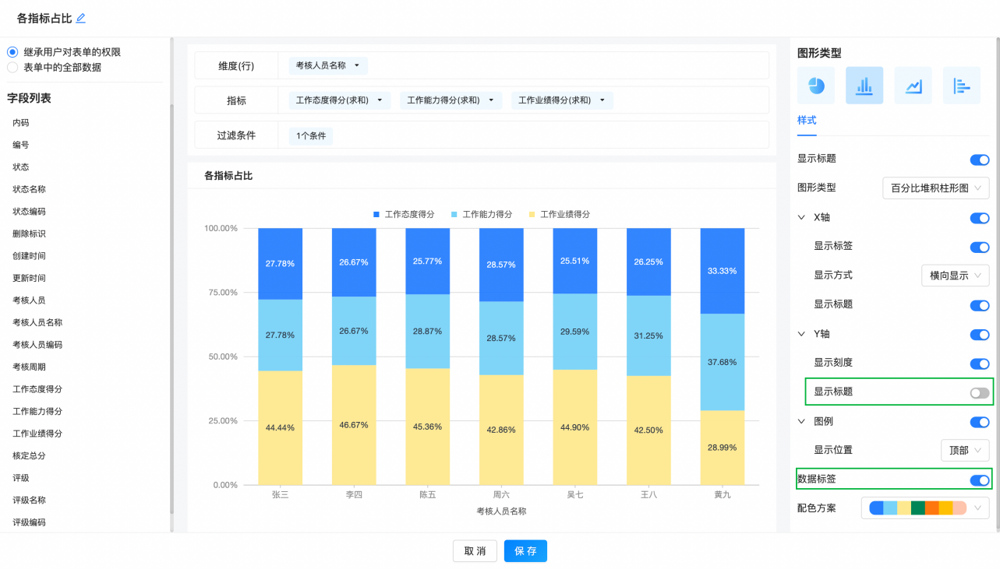 各指标占比
继承用户对表单的权限
表单中的全部数据
字段列表
内码
编号
状态
状态名称
状态编码
删除标识
创建时间
更新时间
考核人员
考核人员名称
考核人员编码
考核周期
工作态度得分
工作能力得分
工作业绩得分
核定总分
评级
评级名称
评级编码
维度(行)
考核人员名称
指标
工作态度得分(求和) 工作能力得分(求和) 工作业绩得分(求和)
过滤条件
1个条件
各指标占比
工作态度得分 工作能力得分 工作业绩得分
100.00%
75.00%
50.00%
25.00%
0.00%
27.78% 26.67% 25.77% 28.57% 25.51% 26.25% 33.33%
27.78% 26.67% 28.87% 28.57% 29.59% 31.25% 37.68%
44.44% 46.67% 45.36% 42.86% 44.90% 42.50% 28.99%
张三 李四 陈五 周六 吴七 王八 黄九
考核人员名称
图形类型
样式
显示标题
图形类型 百分比堆积柱形图
X轴
显示标签
显示方式 横向显示
显示标题
Y轴
显示刻度
显示标题
图例
显示位置 顶部
数据标签
配色方案
取消 保存